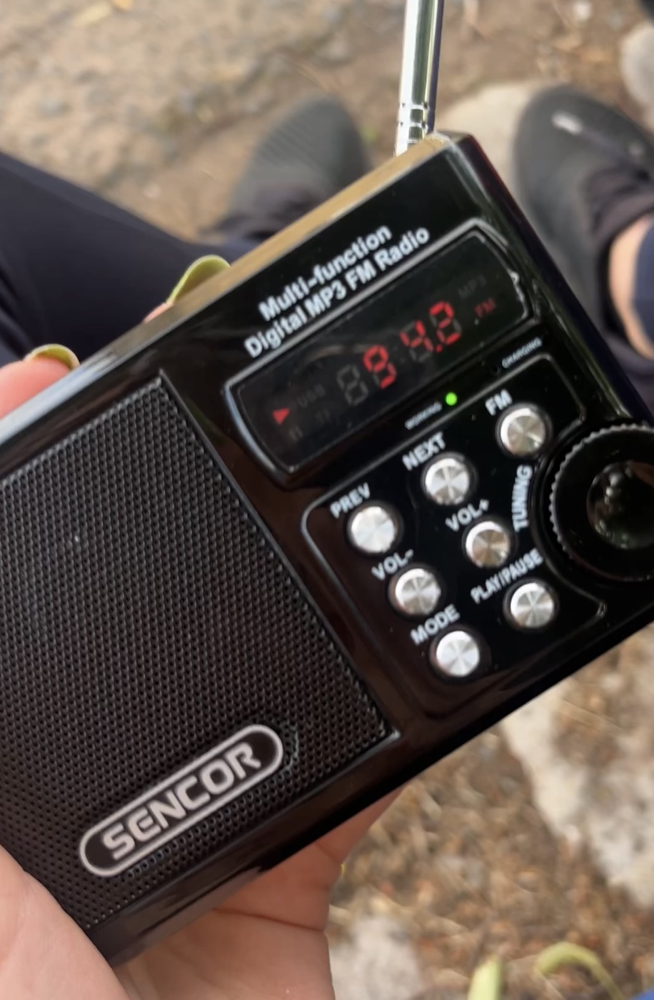 Multi-function
Digital MP3 FM Radio
MP3
USB
94.2
FM
WORKING
CHARGING
PREV
NEXT
FM
VOL-
VOL+
TUNING
MODE
PLAY/PAUSE
SENCOR